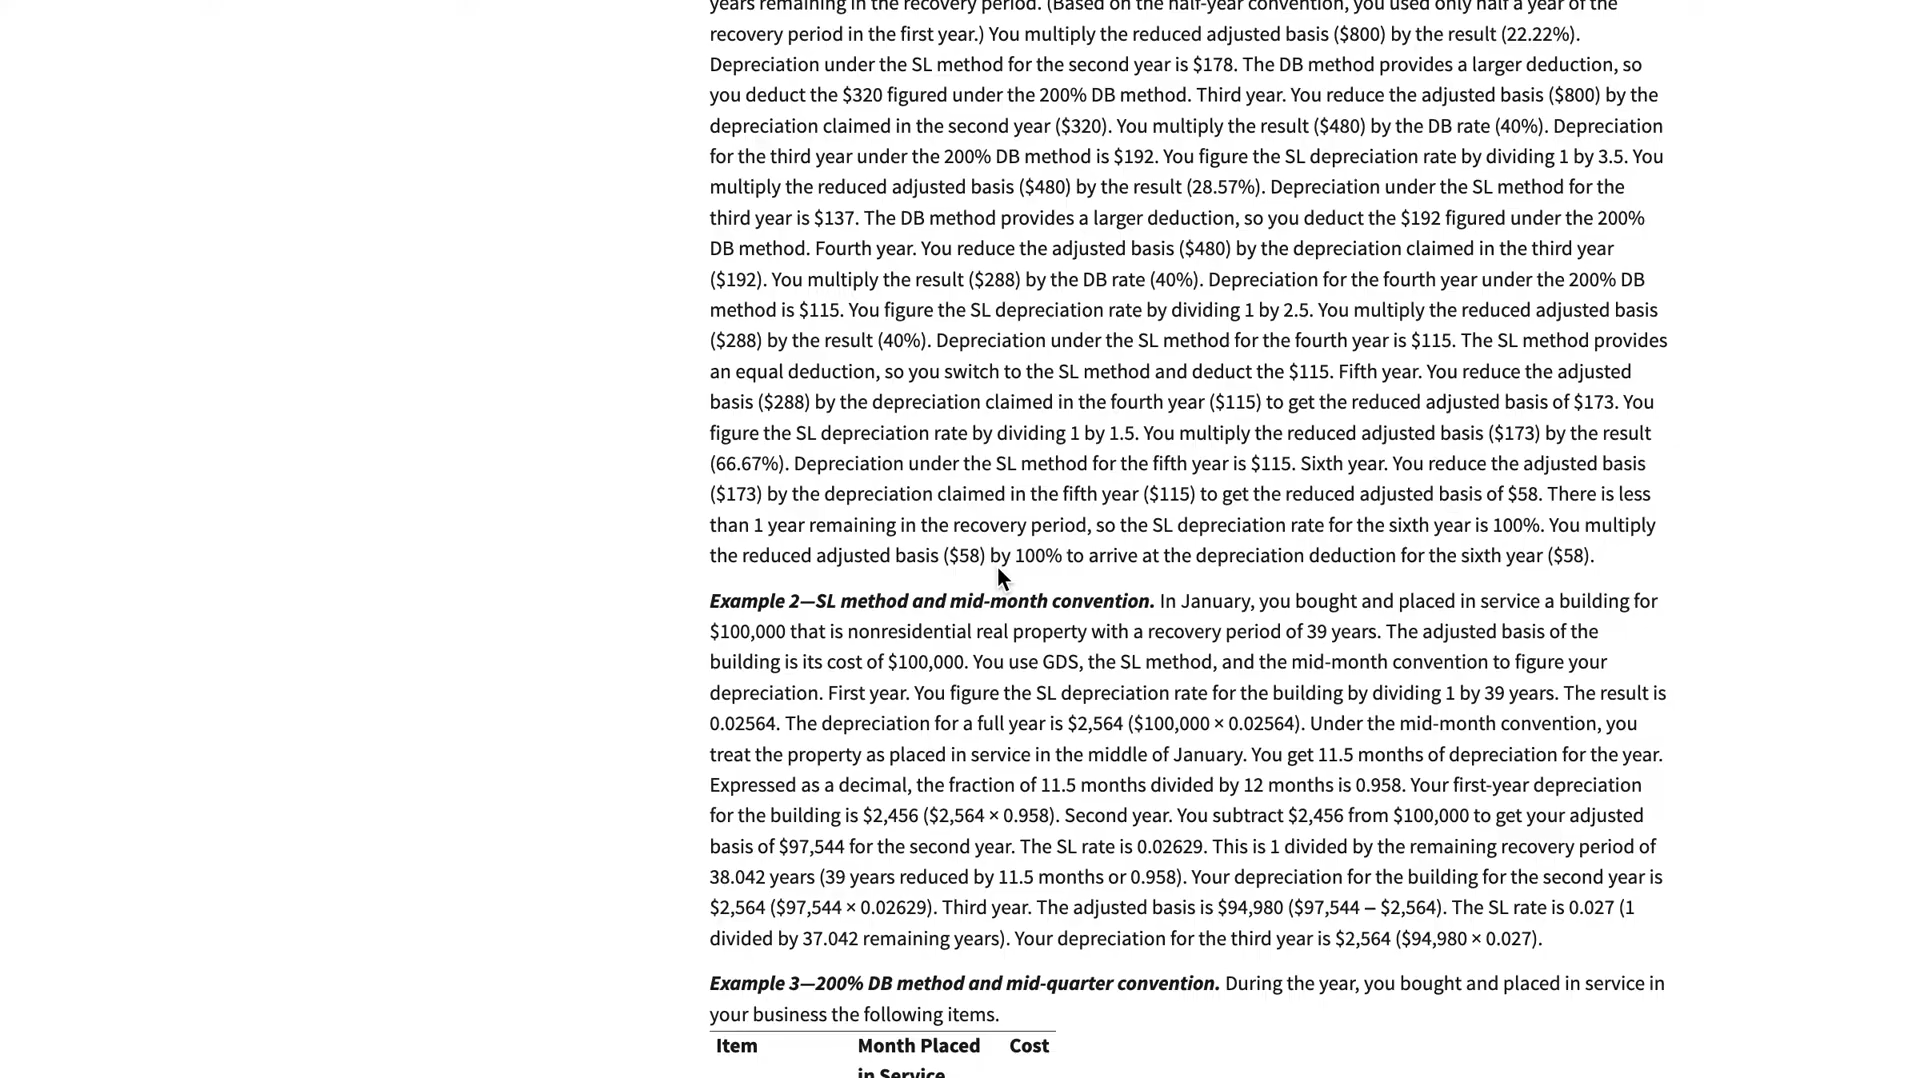 years remaining in the recovery period. (Based on the half-year convention, you used only half a year of the
recovery period in the first year.) You multiply the reduced adjusted basis ($800) by the result (22.22%).
Depreciation under the SL method for the second year is $178. The DB method provides a larger deduction, so
you deduct the $320 figured under the 200% DB method. Third year. You reduce the adjusted basis ($800) by the
depreciation claimed in the second year ($320). You multiply the result ($480) by the DB rate (40%). Depreciation
for the third year under the 200% DB method is $192. You figure the SL depreciation rate by dividing 1 by 3.5. You
multiply the reduced adjusted basis ($480) by the result (28.57%). Depreciation under the SL method for the
third year is $137. The DB method provides a larger deduction, so you deduct the $192 figured under the 200%
DB method. Fourth year. You reduce the adjusted basis ($480) by the depreciation claimed in the third year
($192). You multiply the result ($288) by the DB rate (40%). Depreciation for the fourth year under the 200% DB
method is $115. You figure the SL depreciation rate by dividing 1 by 2.5. You multiply the reduced adjusted basis
($288) by the result (40%). Depreciation under the SL method for the fourth year is $115. The SL method provides
an equal deduction, so you switch to the SL method and deduct the $115. Fifth year. You reduce the adjusted
basis ($288) by the depreciation claimed in the fourth year ($115) to get the reduced adjusted basis of $173. You
figure the SL depreciation rate by dividing 1 by 1.5. You multiply the reduced adjusted basis ($173) by the result
(66.67%). Depreciation under the SL method for the fifth year is $115. Sixth year. You reduce the adjusted basis
($173) by the depreciation claimed in the fifth year ($115) to get the reduced adjusted basis of $58. There is less
than 1 year remaining in the recovery period, so the SL depreciation rate for the sixth year is 100%. You multiply
the reduced adjusted basis ($58) by 100% to arrive at the depreciation deduction for the sixth year ($58).
Example 2—SL method and mid-month convention. In January, you bought and placed in service a building for
$100,000 that is nonresidential real property with a recovery period of 39 years. The adjusted basis of the
building is its cost of $100,000. You use GDS, the SL method, and the mid-month convention to figure your
depreciation. First year. You figure the SL depreciation rate for the building by dividing 1 by 39 years. The result is
0.02564. The depreciation for a full year is $2,564 ($100,000 × 0.02564). Under the mid-month convention, you
treat the property as placed in service in the middle of January. You get 11.5 months of depreciation for the year.
Expressed as a decimal, the fraction of 11.5 months divided by 12 months is 0.958. Your first-year depreciation
for the building is $2,456 ($2,564 × 0.958). Second year. You subtract $2,456 from $100,000 to get your adjusted
basis of $97,544 for the second year. The SL rate is 0.02629. This is 1 divided by the remaining recovery period of
38.042 years (39 years reduced by 11.5 months or 0.958). Your depreciation for the building for the second year is
$2,564 ($97,544 × 0.02629). Third year. The adjusted basis is $94,980 ($97,544 – $2,564). The SL rate is 0.027 (1
divided by 37.042 remaining years). Your depreciation for the third year is $2,564 ($94,980 × 0.027).
Example 3—200% DB method and mid-quarter convention. During the year, you bought and placed in service in
your business the following items.
Item Month Placed Cost
in Service